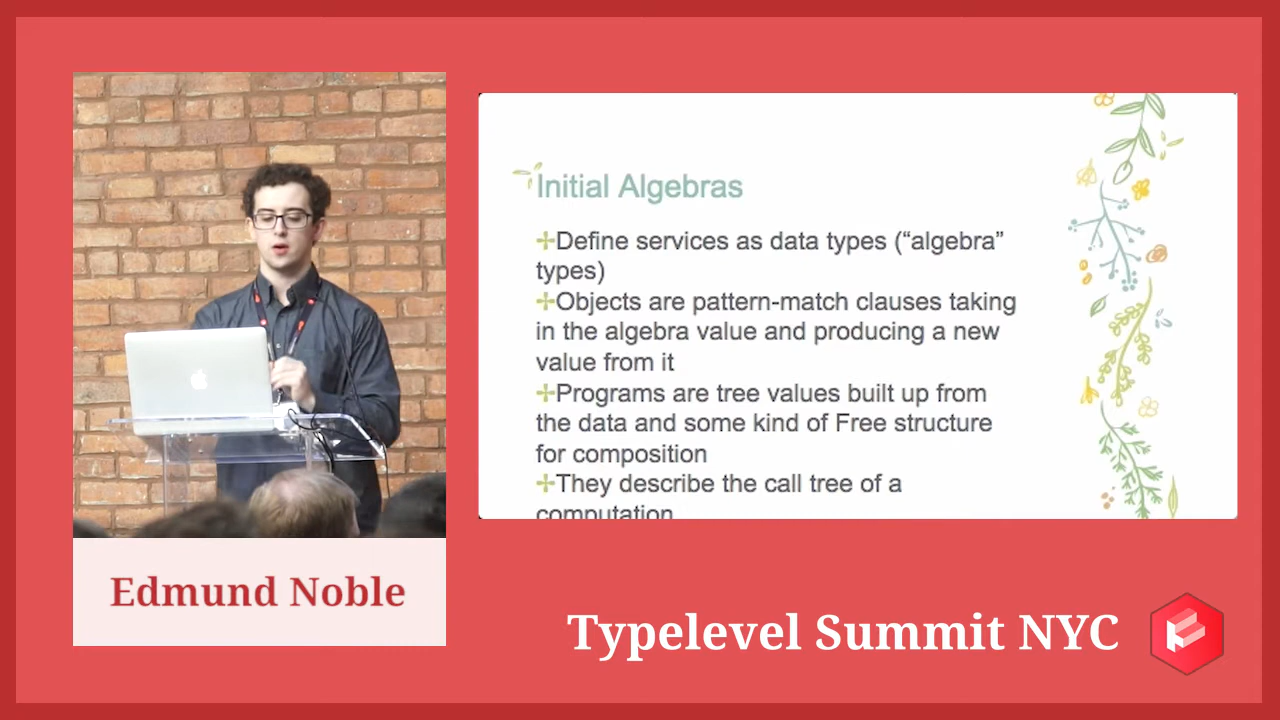 Initial Algebras
✢Define services as data types (“algebra”
types)
✢Objects are pattern-match clauses taking
in the algebra value and producing a new
value from it
✢Programs are tree values built up from
the data and some kind of Free structure
for composition
✢They describe the call tree of a
computation
Edmund Noble
Typelevel Summit NYC